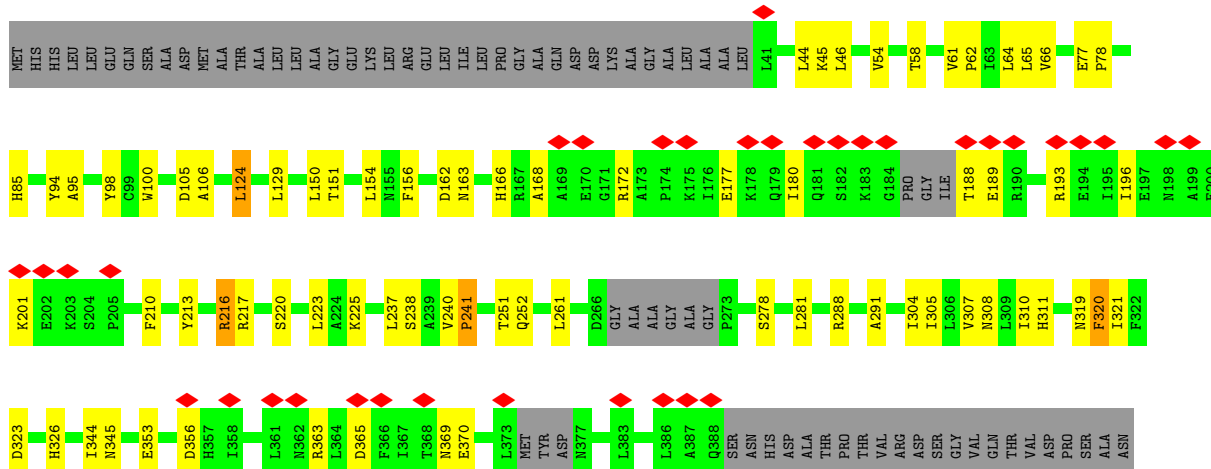 MET HIS HIS LEU LEU GLU GLU GLN SER ALA ASP MET ALA THR ALA ALA LEU LEU ALA GLY GLU LYS LEU ARG GLU LEU ILE LEU PRO GLY ALA GLN ASP ASP LYS ALA GLY ALA LEU ALA ALA LEU L41 L44 K45 L46 V54 T58 V61 P62 I63 L64 L65 V66 E77 P78
H85 Y94 A95 Y98 C99 W100 D105 A106 L124 L129 L150 T151 L154 N155 F156 D162 N163 H166 R167 A168 A169 E170 G171 R172 A173 P174 K175 I176 E177 K178 Q179 I180 Q181 S182 K183 G184 PRO GLY ILE T188 E189 R190 R193 E194 I195 I196 E197 N198 A199 E200
K201 E202 K203 S204 P205 F210 Y213 R216 R217 S220 L223 A224 K225 L237 S238 A239 V240 P241 T251 Q252 L261 D266 GLY ALA ALA GLY ALA GLY P273 S278 L281 R288 A291 I304 I305 L306 V307 N308 L309 I310 H311 N319 F320 I321 F322
D323 H326 I344 N345 E353 D356 H357 I358 L361 N362 R363 L364 D365 F366 I367 T368 N369 E370 L373 MET TYR ASP N377 L383 L386 A387 Q388 SER ASN HIS ASP ALA THR PRO THR VAL ARG ASP SER GLY VAL GLN THR VAL ASP PRO SER ALA ASN